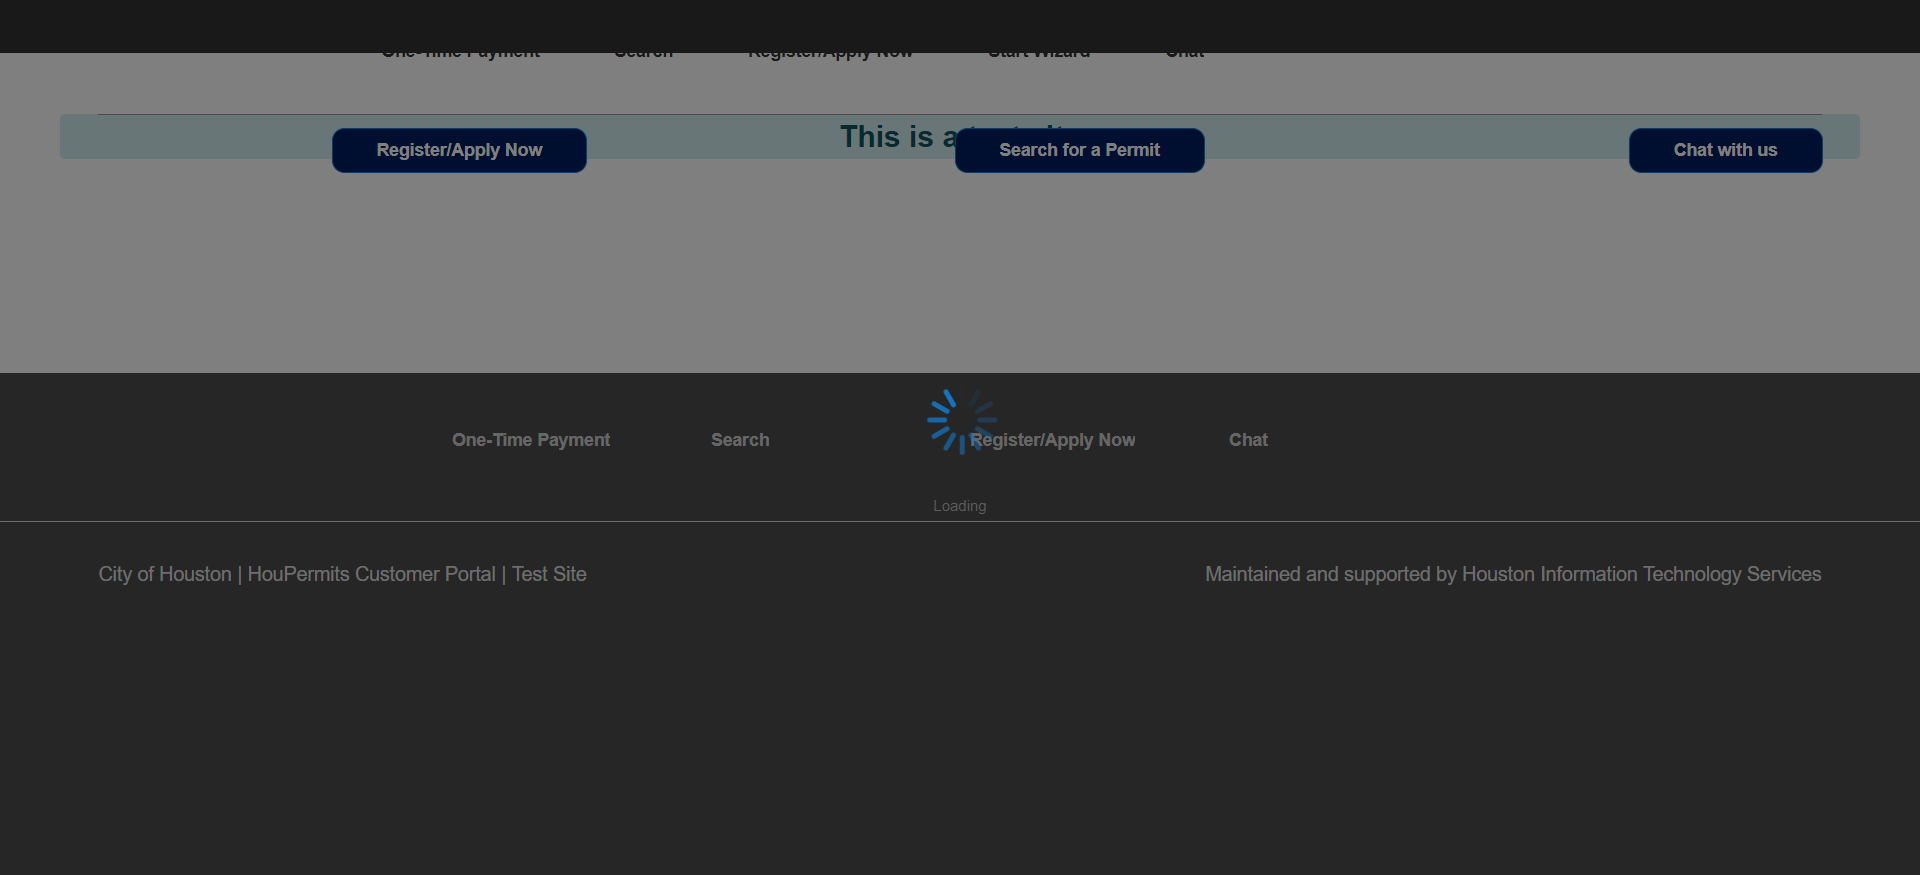 One-Time Payment Search Register/Apply Now Start Wizard Chat
This is a
Register/Apply Now Search for a Permit Chat with us
One-Time Payment Search Register/Apply Now Chat
Loading
City of Houston | HouPermits Customer Portal | Test Site Maintained and supported by Houston Information Technology Services